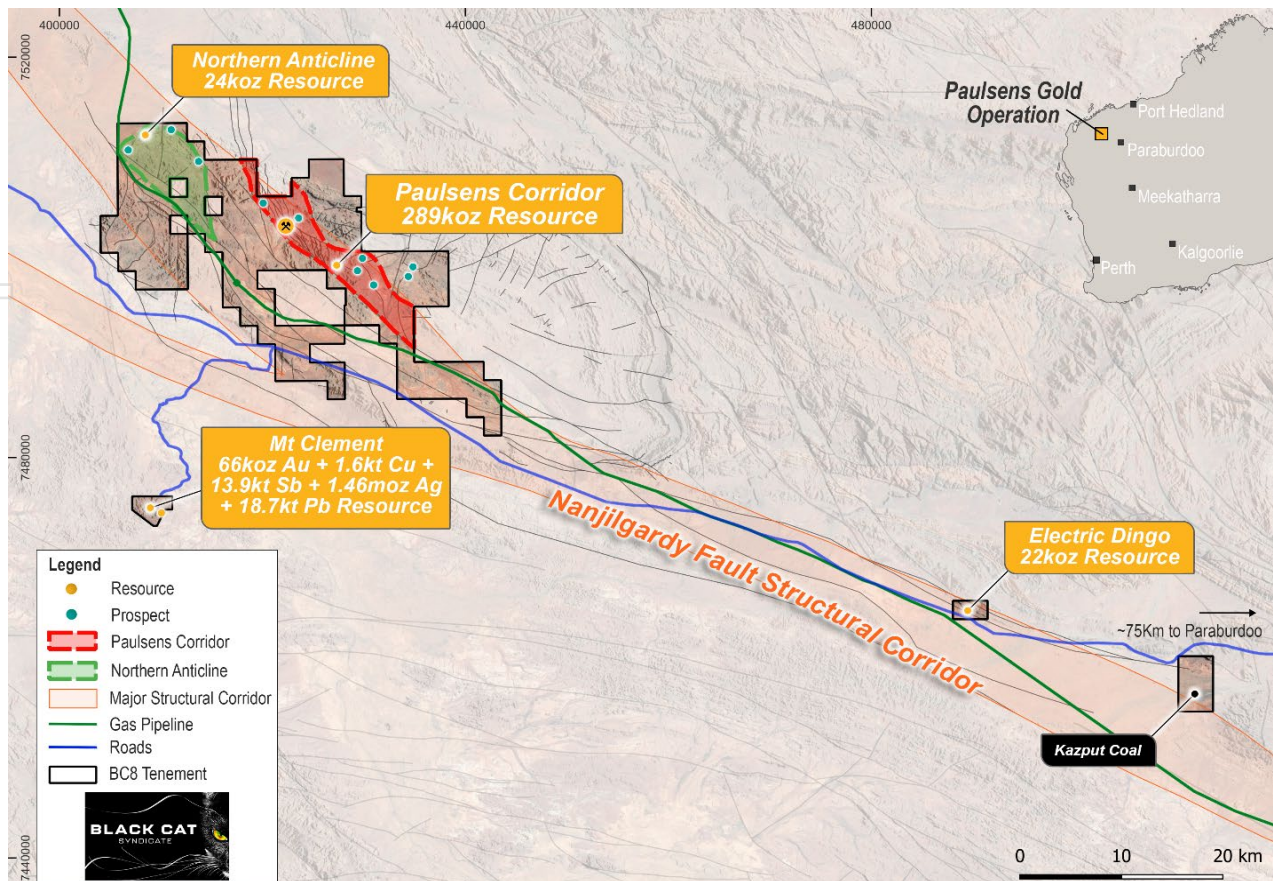 400000
440000
480000
7520000
7480000
7440000
Northern Anticline
24koz Resource
Paulsens Corridor
289koz Resource
Paulsens Gold
Operation
Port Hedland
Paraburdoo
Meekatharra
Kalgoorlie
Perth
Mt Clement
66koz Au + 1.6kt Cu +
13.9kt Sb + 1.46moz Ag
+ 18.7kt Pb Resource
Nanjilgardy Fault Structural Corridor
Electric Dingo
22koz Resource
~75Km to Paraburdoo
Kazput Coal
Legend
Resource
Prospect
Paulsens Corridor
Northern Anticline
Major Structural Corridor
Gas Pipeline
Roads
BC8 Tenement
BLACK CAT
SYNDICATE
0 10 20 km